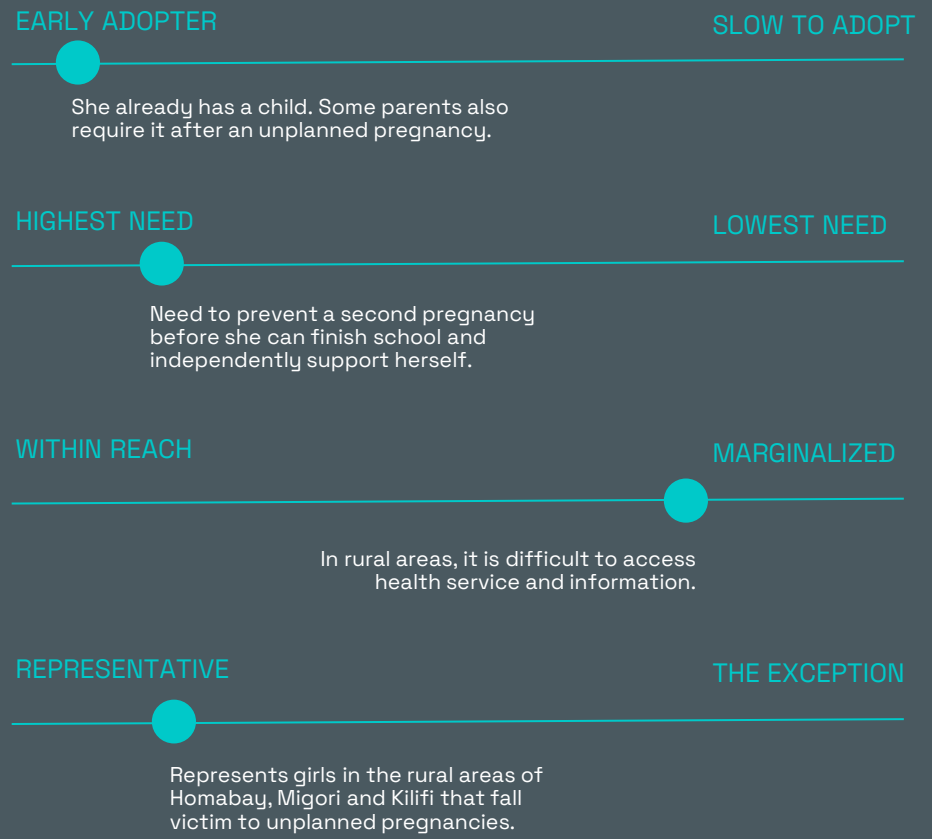 EARLY ADOPTER
SLOW TO ADOPT
She already has a child. Some parents also
require it after an unplanned pregnancy.
HIGHEST NEED
LOWEST NEED
Need to prevent a second pregnancy
before she can finish school and
independently support herself.
WITHIN REACH
MARGINALIZED
In rural areas, it is difficult to access
health service and information.
REPRESENTATIVE
THE EXCEPTION
Represents girls in the rural areas of
Homabay, Migori and Kilifi that fall
victim to unplanned pregnancies.